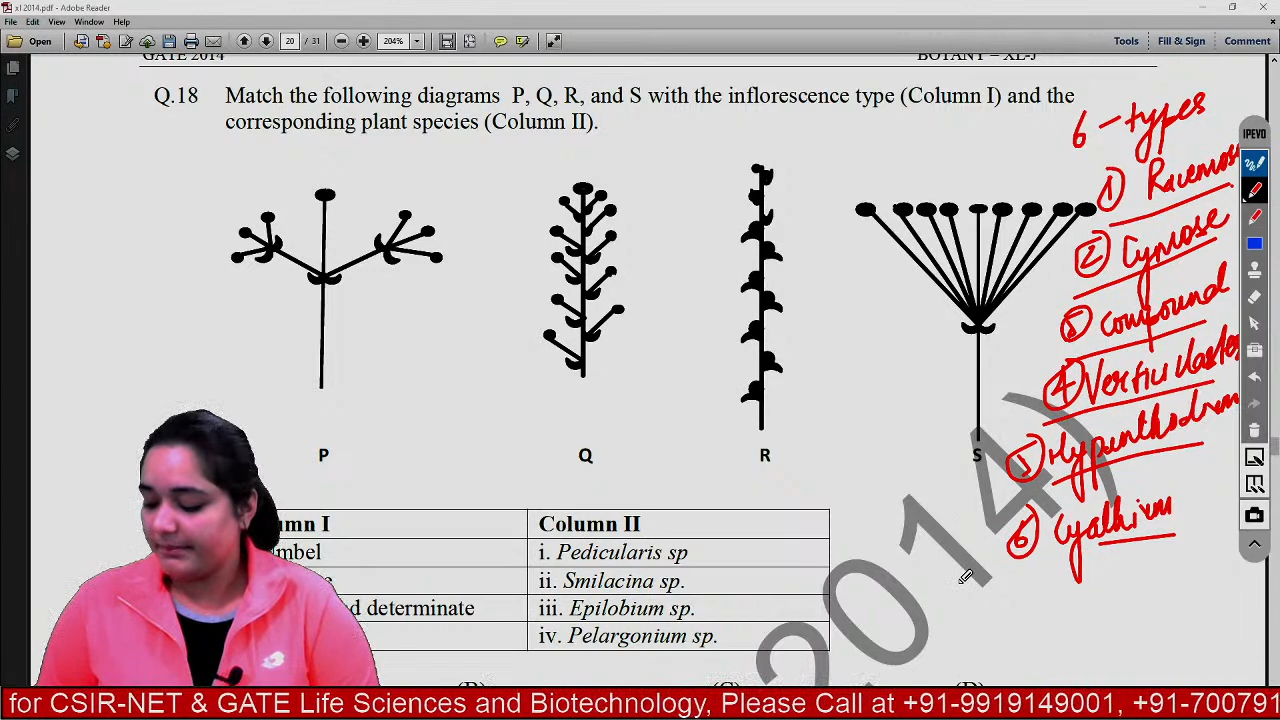 xl 2014.pdf - Adobe Reader
File Edit View Window Help
Open 20 / 31 204% Tools Fill & Sign Comment
GATE 2014 BOTANY – XL-J
Q.18 Match the following diagrams P, Q, R, and S with the inflorescence type (Column I) and the
corresponding plant species (Column II).
6 - types
① Racemose
② Cymose
③ Compound
④ Verticillaster
⑤ Hypanthodium
⑥ Cyathium
IPEVO
P Q R S
Column II
i. Pedicularis sp
ii. Smilacina sp.
d determinate iii. Epilobium sp.
iv. Pelargonium sp.
2014)
for CSIR-NET & GATE Life Sciences and Biotechnology, Please Call at +91-9919149001, +91-700791